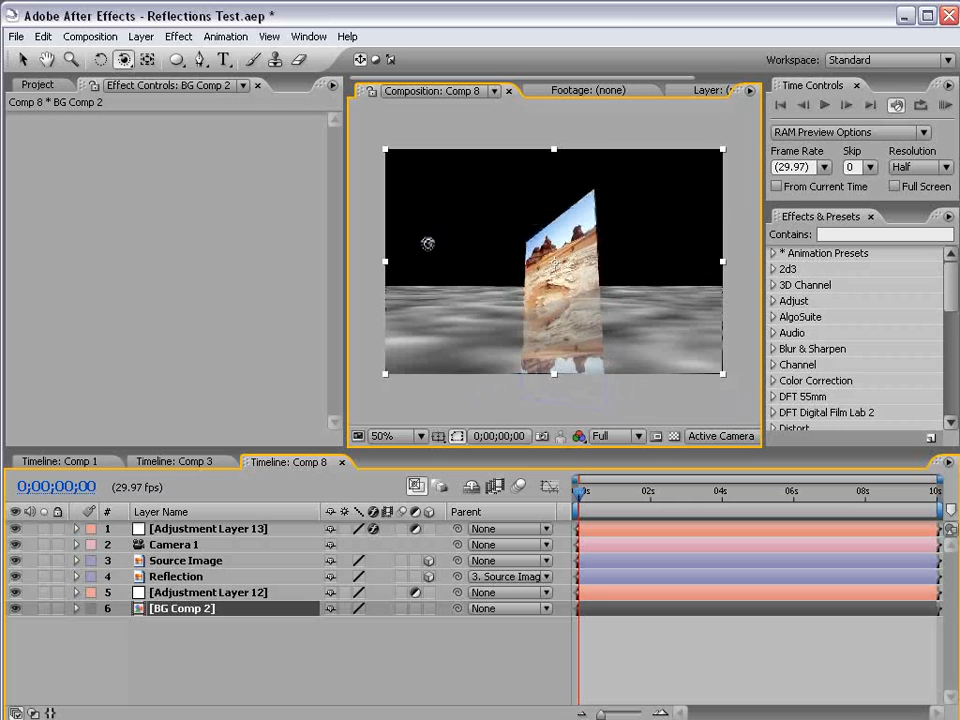 Adobe After Effects - Reflections Test.aep *
File Edit Composition Layer Effect Animation View Window Help
Workspace: Standard
Project Effect Controls: BG Comp 2
Comp 8 * BG Comp 2
Composition: Comp 8 Footage: (none) Layer: (
50% 0;00;00;00 Full Active Camera
Time Controls
RAM Preview Options
Frame Rate Skip Resolution
(29.97) 0 Half
From Current Time Full Screen
Effects & Presets
Contains:
* Animation Presets
2d3
3D Channel
Adjust
AlgoSuite
Audio
Blur & Sharpen
Channel
Color Correction
DFT 55mm
DFT Digital Film Lab 2
Distort
Timeline: Comp 1 Timeline: Comp 3 Timeline: Comp 8
0;00;00;00 (29.97 fps)
0s 02s 04s 06s 08s 10s
# Layer Name Parent
1 [Adjustment Layer 13] None
2 Camera 1 None
3 Source Image None
4 Reflection 3. Source Imag
5 [Adjustment Layer 12] None
6 [BG Comp 2] None